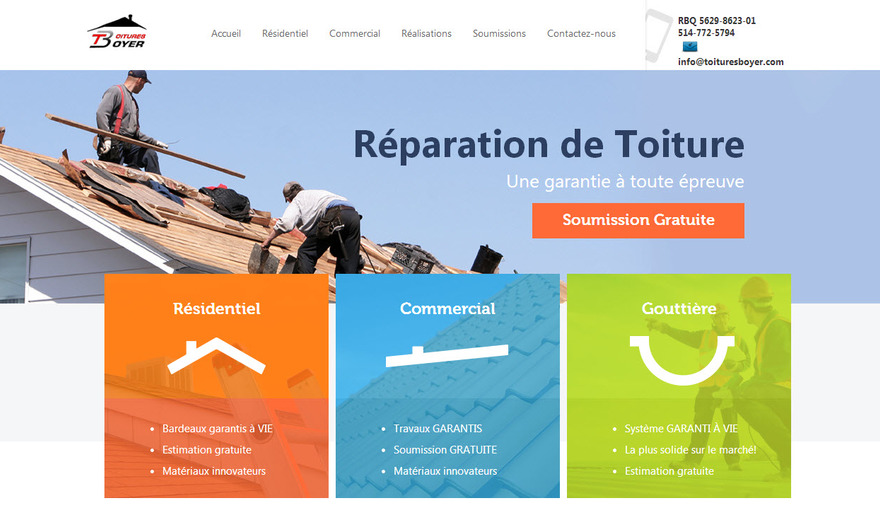 TOITURES
BOYER
Accueil
Résidentiel
Commercial
Réalisations
Soumissions
Contactez-nous
RBQ 5629-8623-01
514-772-5794
info@toituresboyer.com
Réparation de Toiture
Une garantie à toute épreuve
Soumission Gratuite
Résidentiel
• Bardeaux garantis à VIE
• Estimation gratuite
• Matériaux innovateurs
Commercial
• Travaux GARANTIS
• Soumission GRATUITE
• Matériaux innovateurs
Gouttière
• Système GARANTI À VIE
• La plus solide sur le marché!
• Estimation gratuite